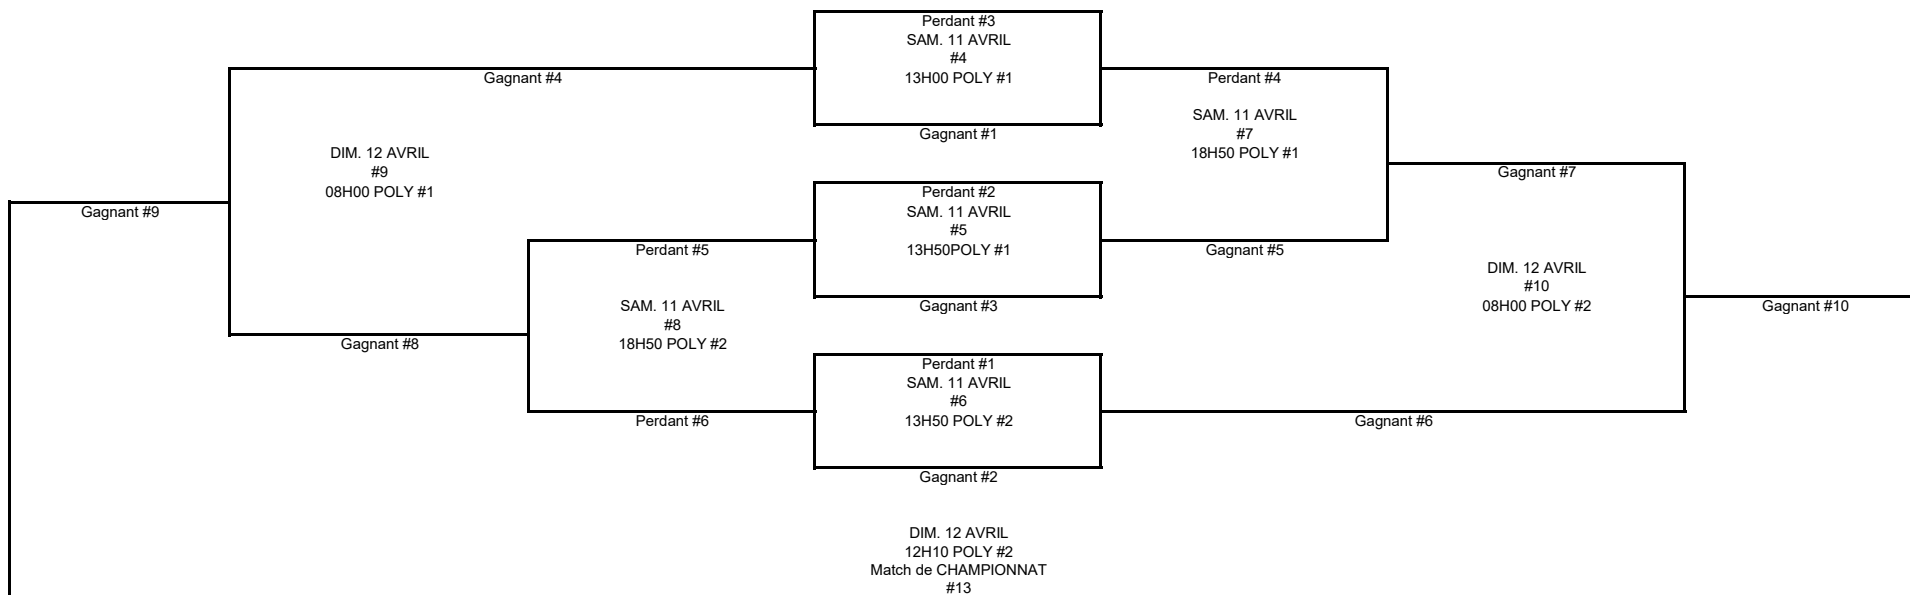 Perdant #3
SAM. 11 AVRIL
#4
13H00 POLY #1
Gagnant #4
Perdant #4
SAM. 11 AVRIL
#7
18H50 POLY #1
Gagnant #1
DIM. 12 AVRIL
#9
08H00 POLY #1
Gagnant #7
Perdant #2
SAM. 11 AVRIL
#5
13H50POLY #1
Gagnant #9
Perdant #5
Gagnant #5
DIM. 12 AVRIL
#10
08H00 POLY #2
SAM. 11 AVRIL
#8
18H50 POLY #2
Gagnant #3
Gagnant #10
Gagnant #8
Perdant #1
SAM. 11 AVRIL
#6
13H50 POLY #2
Perdant #6
Gagnant #6
Gagnant #2
DIM. 12 AVRIL
12H10 POLY #2
Match de CHAMPIONNAT
#13